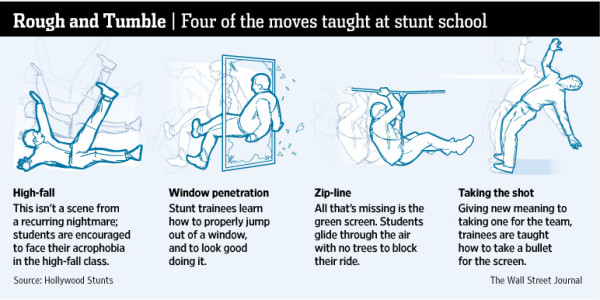 Rough and Tumble | Four of the moves taught at stunt school
High-fall
This isn't a scene from
a recurring nightmare;
students are encouraged
to face their acrophobia
in the high-fall class.
Window penetration
Stunt trainees learn
how to properly jump
out of a window,
and to look good
doing it.
Zip-line
All that's missing is the
green screen. Students
glide through the air
with no trees to block
their ride.
Taking the shot
Giving new meaning to
taking one for the team,
trainees are taught
how to take a bullet
for the screen.
Source: Hollywood Stunts
The Wall Street Journal